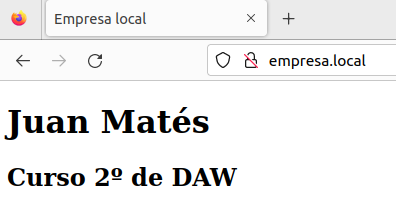 Empresa local
empresa.local
Juan Matés
Curso 2º de DAW